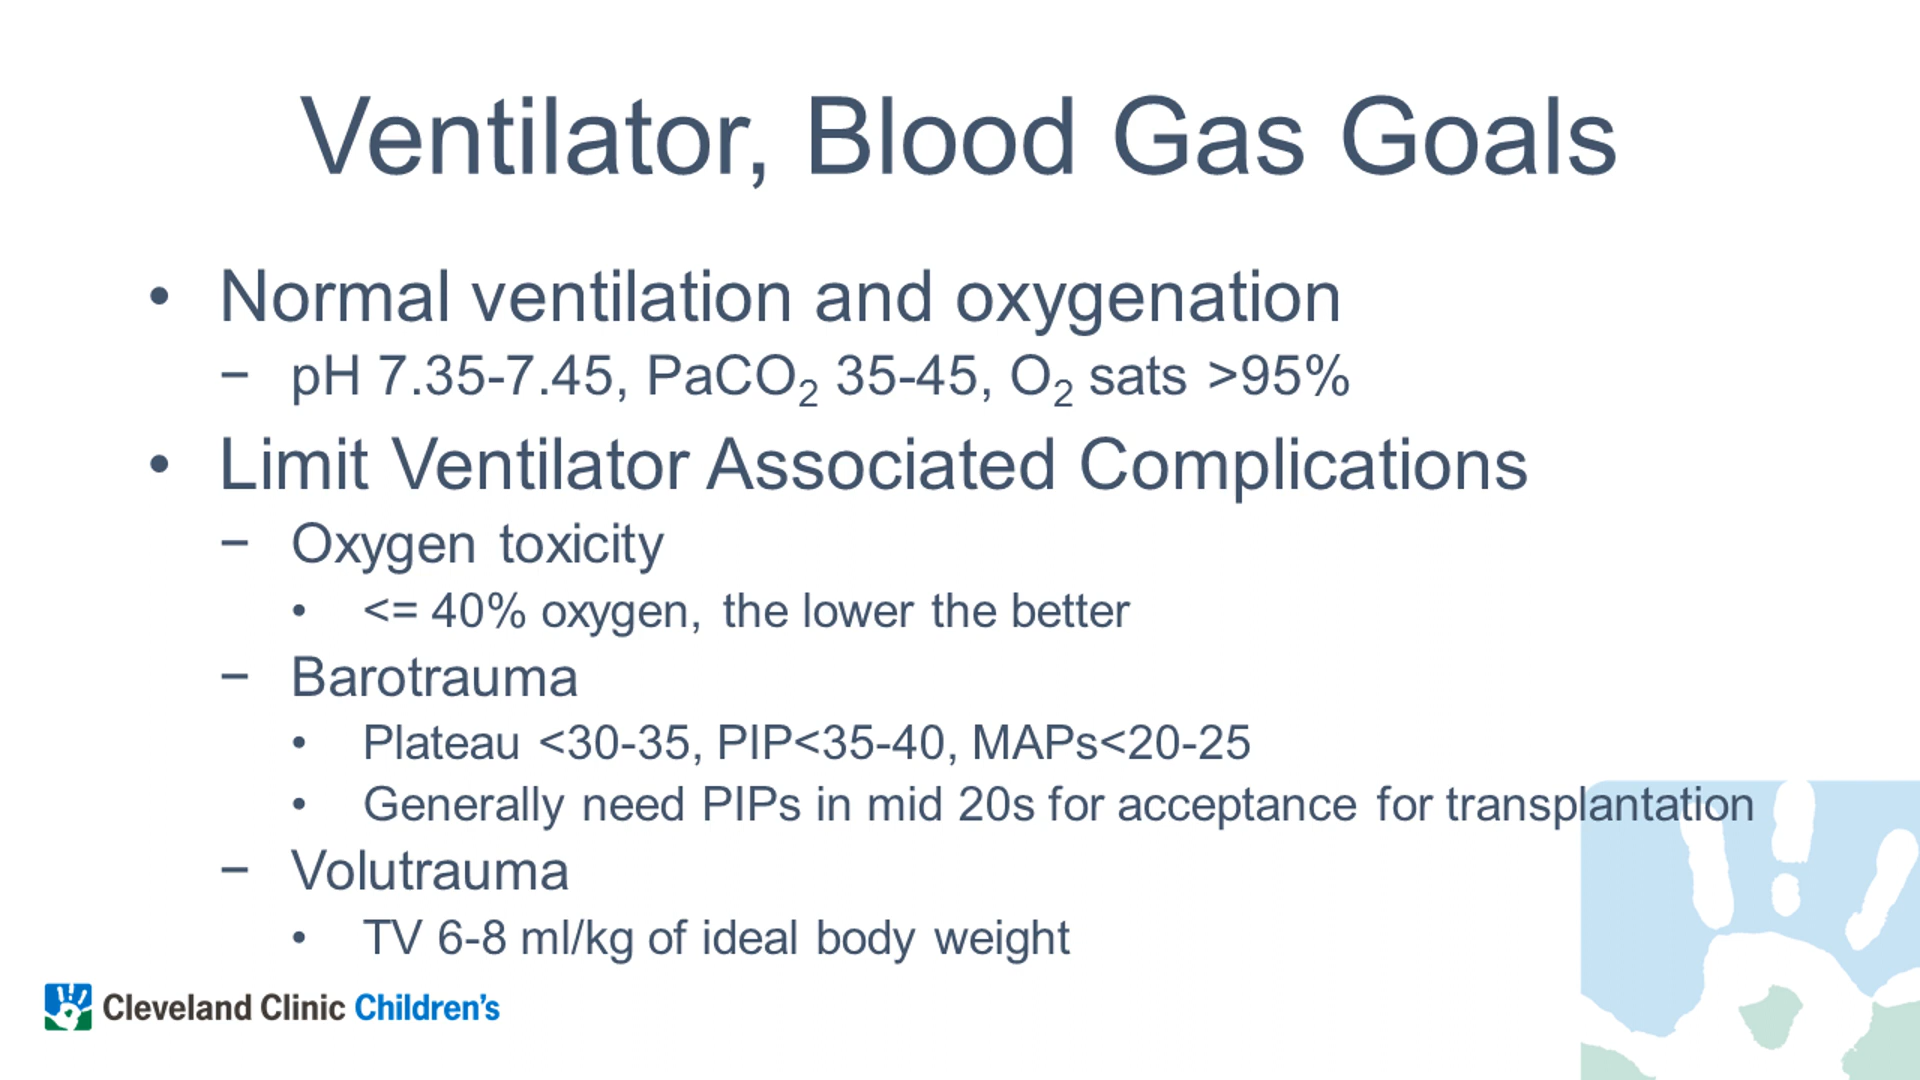 Ventilator, Blood Gas Goals
• Normal ventilation and oxygenation
− pH 7.35-7.45, PaCO₂ 35-45, O₂ sats >95%
• Limit Ventilator Associated Complications
− Oxygen toxicity
• <= 40% oxygen, the lower the better
− Barotrauma
• Plateau <30-35, PIP<35-40, MAPs<20-25
• Generally need PIPs in mid 20s for acceptance for transplantation
− Volutrauma
• TV 6-8 ml/kg of ideal body weight
Cleveland Clinic Children's